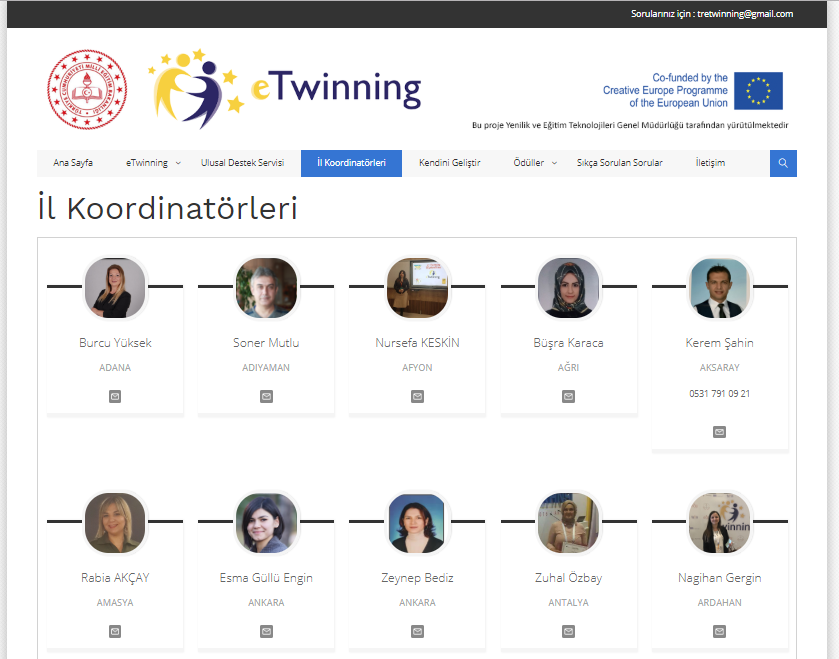 Sorularınız için : tretwinning@gmail.com
eTwinning
Co-funded by the
Creative Europe Programme
of the European Union
Bu proje Yenilik ve Eğitim Teknolojileri Genel Müdürlüğü tarafından yürütülmektedir
Ana Sayfa eTwinning Ulusal Destek Servisi İl Koordinatörleri Kendini Geliştir Ödüller Sıkça Sorulan Sorular İletişim
İl Koordinatörleri
Burcu Yüksek Soner Mutlu Nursefa KESKİN Büşra Karaca Kerem Şahin
ADANA ADIYAMAN AFYON AĞRI AKSARAY
0531 791 09 21
Rabia AKÇAY Esma Güllü Engin Zeynep Bediz Zuhal Özbay Nagihan Gergin
AMASYA ANKARA ANKARA ANTALYA ARDAHAN